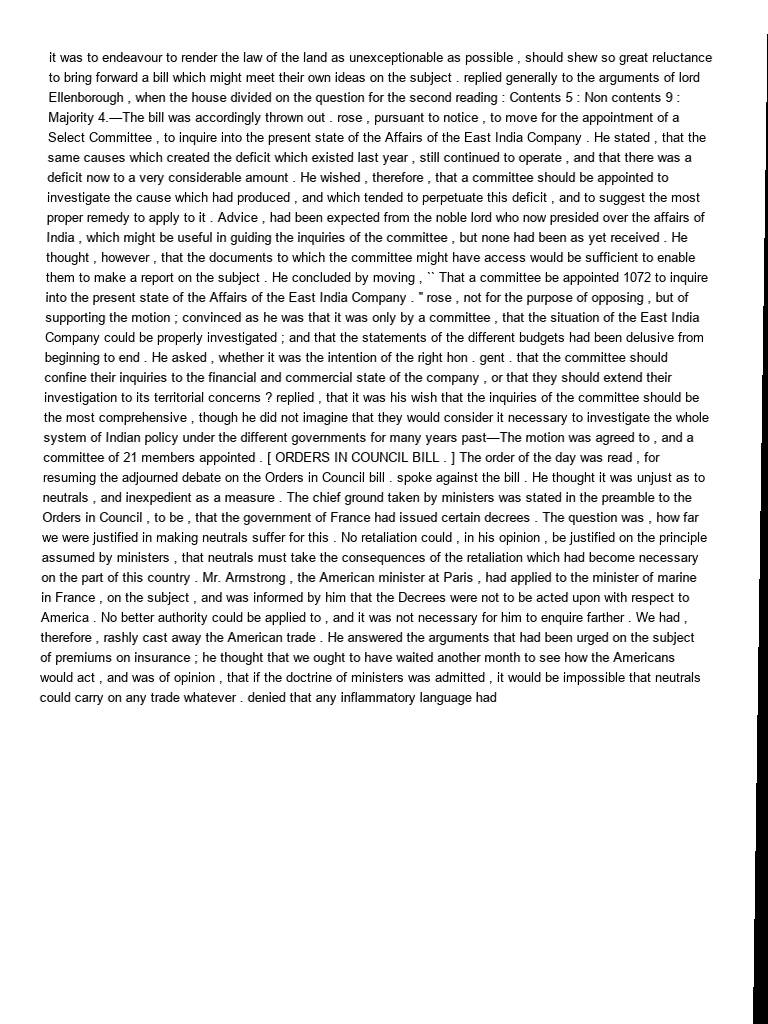 it was to endeavour to render the law of the land as unexceptionable as possible , should shew so great reluctance
to bring forward a bill which might meet their own ideas on the subject . replied generally to the arguments of lord
Ellenborough , when the house divided on the question for the second reading : Contents 5 : Non contents 9 :
Majority 4.—The bill was accordingly thrown out . rose , pursuant to notice , to move for the appointment of a
Select Committee , to inquire into the present state of the Affairs of the East India Company . He stated , that the
same causes which created the deficit which existed last year , still continued to operate , and that there was a
deficit now to a very considerable amount . He wished , therefore , that a committee should be appointed to
investigate the cause which had produced , and which tended to perpetuate this deficit , and to suggest the most
proper remedy to apply to it . Advice , had been expected from the noble lord who now presided over the affairs of
India , which might be useful in guiding the inquiries of the committee , but none had been as yet received . He
thought , however , that the documents to which the committee might have access would be sufficient to enable
them to make a report on the subject . He concluded by moving , `` That a committee be appointed 1072 to inquire
into the present state of the Affairs of the East India Company . " rose , not for the purpose of opposing , but of
supporting the motion ; convinced as he was that it was only by a committee , that the situation of the East India
Company could be properly investigated ; and that the statements of the different budgets had been delusive from
beginning to end . He asked , whether it was the intention of the right hon . gent . that the committee should
confine their inquiries to the financial and commercial state of the company , or that they should extend their
investigation to its territorial concerns ? replied , that it was his wish that the inquiries of the committee should be
the most comprehensive , though he did not imagine that they would consider it necessary to investigate the whole
system of Indian policy under the different governments for many years past—The motion was agreed to , and a
committee of 21 members appointed . [ ORDERS IN COUNCIL BILL . ] The order of the day was read , for
resuming the adjourned debate on the Orders in Council bill . spoke against the bill . He thought it was unjust as to
neutrals , and inexpedient as a measure . The chief ground taken by ministers was stated in the preamble to the
Orders in Council , to be , that the government of France had issued certain decrees . The question was , how far
we were justified in making neutrals suffer for this . No retaliation could , in his opinion , be justified on the principle
assumed by ministers , that neutrals must take the consequences of the retaliation which had become necessary
on the part of this country . Mr. Armstrong , the American minister at Paris , had applied to the minister of marine
in France , on the subject , and was informed by him that the Decrees were not to be acted upon with respect to
America . No better authority could be applied to , and it was not necessary for him to enquire farther . We had ,
therefore , rashly cast away the American trade . He answered the arguments that had been urged on the subject
of premiums on insurance ; he thought that we ought to have waited another month to see how the Americans
would act , and was of opinion , that if the doctrine of ministers was admitted , it would be impossible that neutrals
could carry on any trade whatever . denied that any inflammatory language had